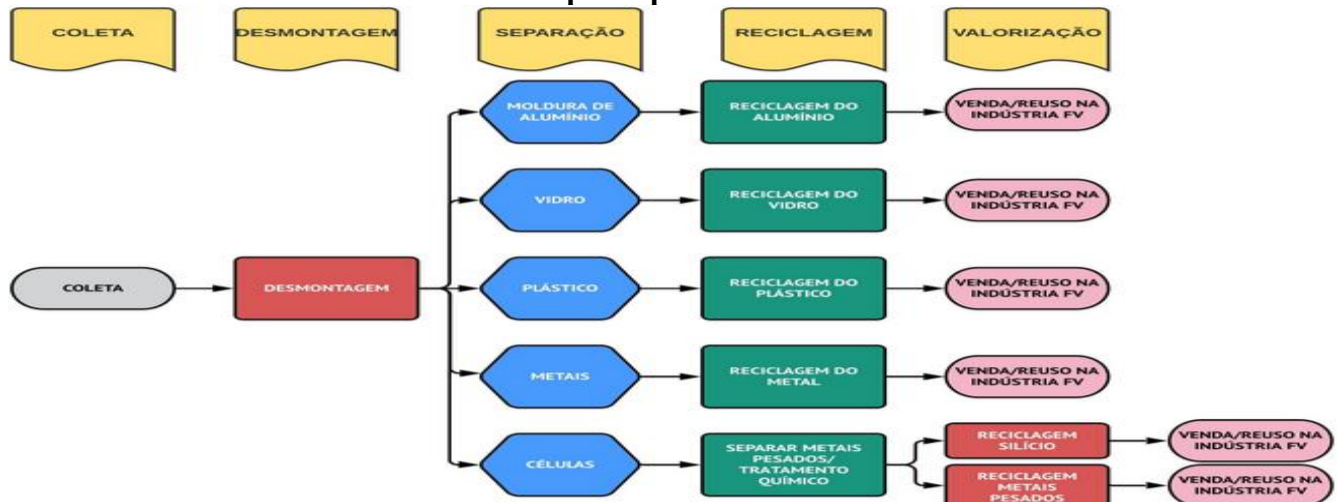 COLETA
DESMONTAGEM
SEPARAÇÃO
RECICLAGEM
VALORIZAÇÃO
MOLDURA DE
ALUMÍNIO
RECICLAGEM DO
ALUMÍNIO
VENDA/REUSO NA
INDÚSTRIA FV
VIDRO
RECICLAGEM DO
VIDRO
VENDA/REUSO NA
INDÚSTRIA FV
COLETA
DESMONTAGEM
PLÁSTICO
RECICLAGEM DO
PLÁSTICO
VENDA/REUSO NA
INDÚSTRIA FV
METAIS
RECICLAGEM DO
METAL
VENDA/REUSO NA
INDÚSTRIA FV
CÉLULAS
SEPARAR METAIS
PESADOS/
TRATAMENTO
QUÍMICO
RECICLAGEM
SILÍCIO
VENDA/REUSO NA
INDÚSTRIA FV
RECICLAGEM
METAIS
PESADOS
VENDA/REUSO NA
INDÚSTRIA FV